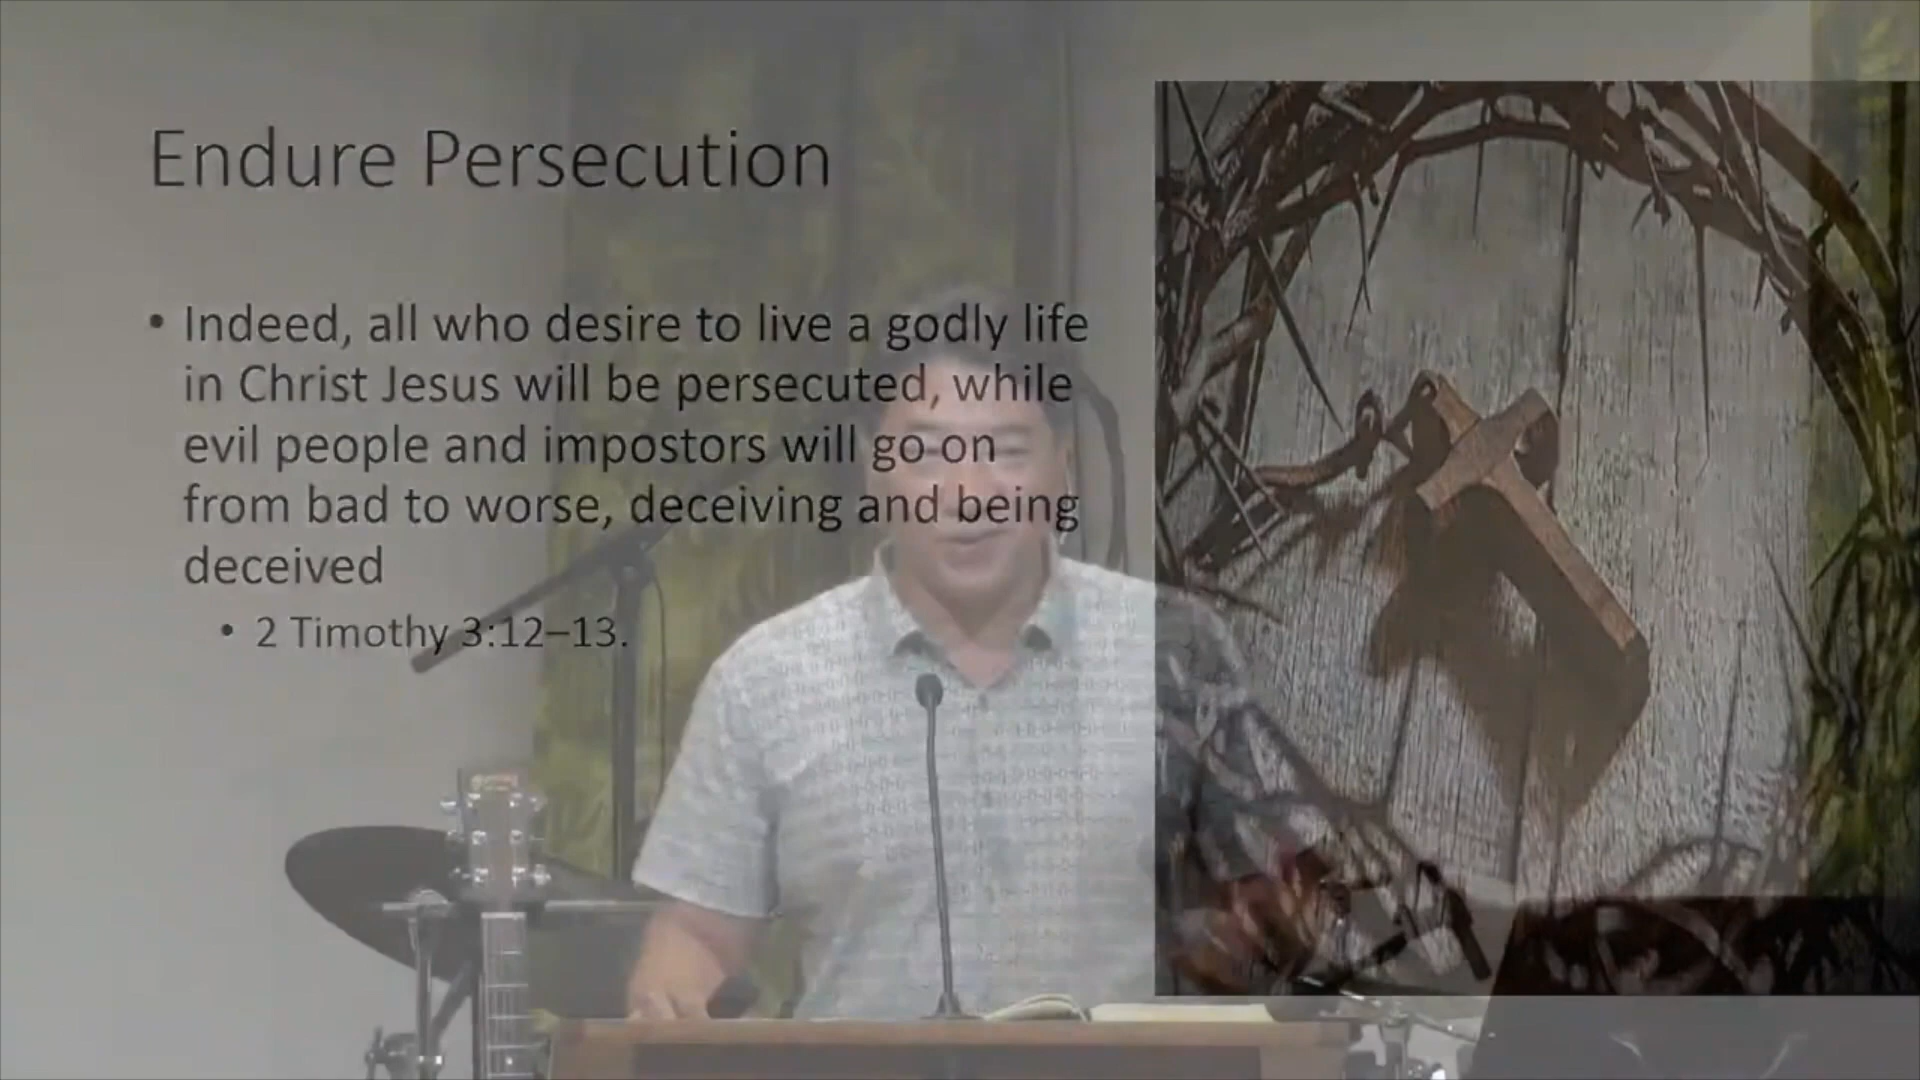 Endure Persecution
• Indeed, all who desire to live a godly life
in Christ Jesus will be persecuted, while
evil people and impostors will go on
from bad to worse, deceiving and being
deceived
• 2 Timothy 3:12–13.